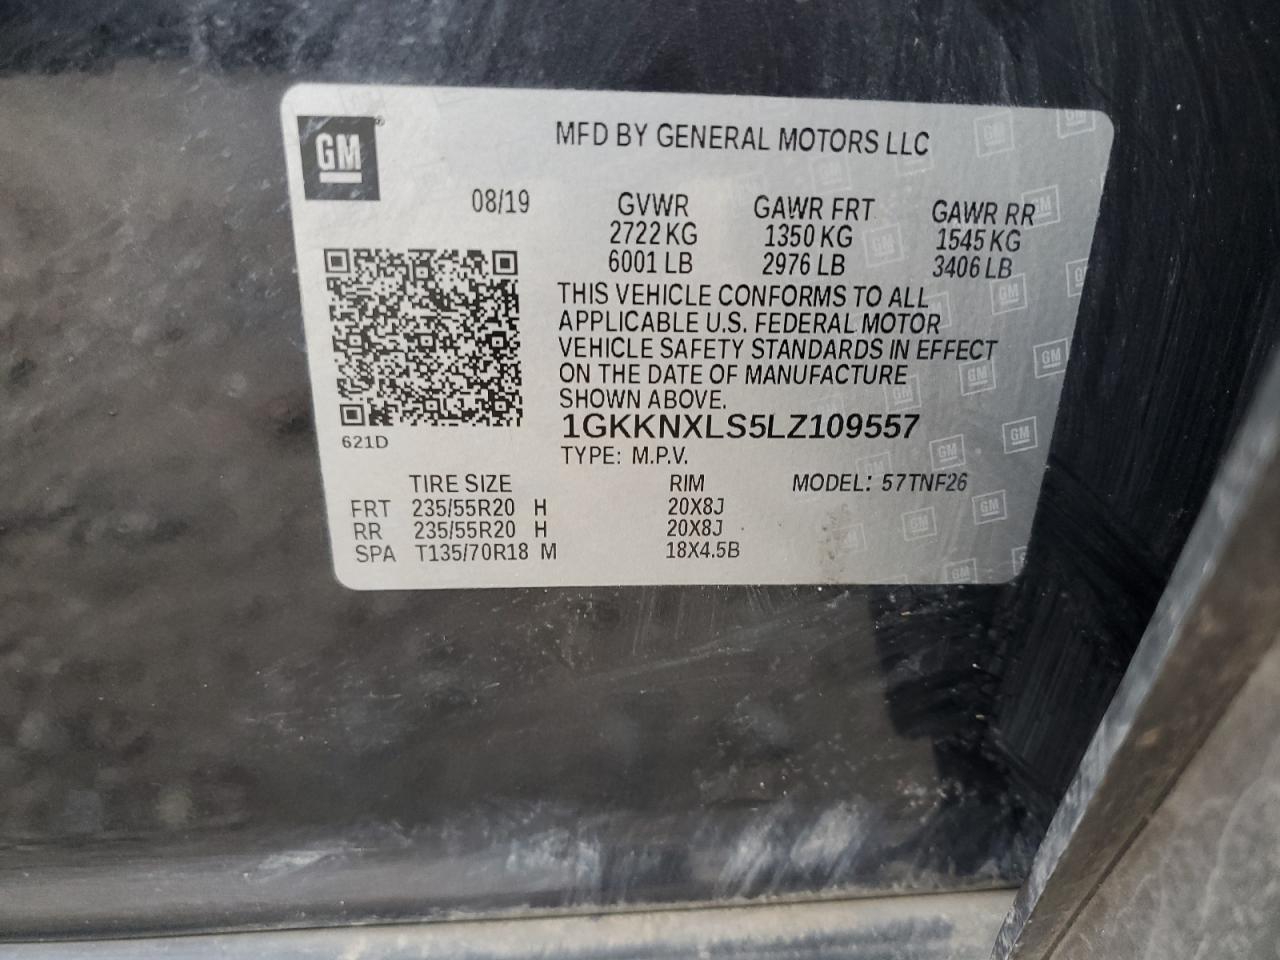 GM
MFD BY GENERAL MOTORS LLC
08/19 GVWR GAWR FRT GAWR RR
2722 KG 1350 KG 1545 KG
6001 LB 2976 LB 3406 LB
THIS VEHICLE CONFORMS TO ALL
APPLICABLE U.S. FEDERAL MOTOR
VEHICLE SAFETY STANDARDS IN EFFECT
ON THE DATE OF MANUFACTURE
SHOWN ABOVE.
1GKKNXLS5LZ109557
621D
TYPE: M.P.V.
TIRE SIZE RIM MODEL: 57TNF26
FRT 235/55R20 H 20X8J
RR 235/55R20 H 20X8J
SPA T135/70R18 M 18X4.5B